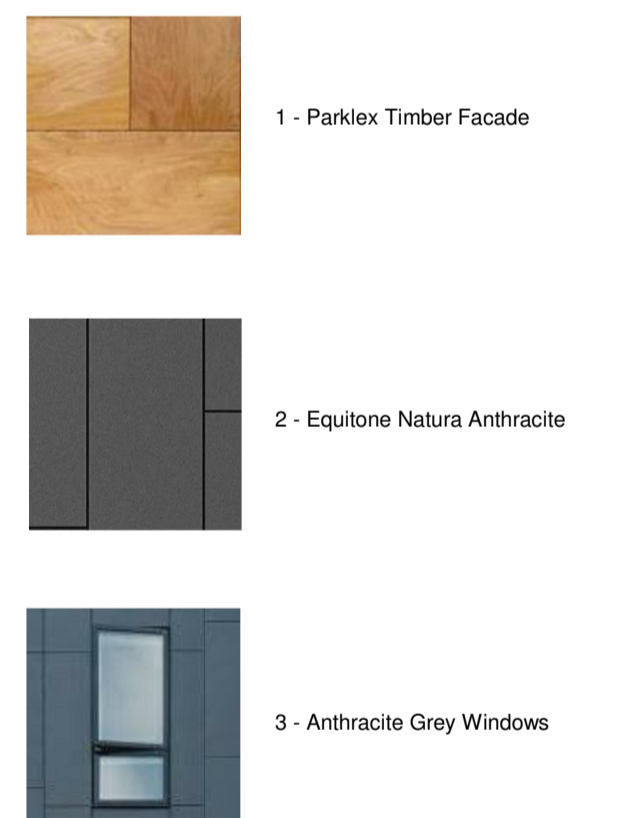 1 - Parklex Timber Facade
2 - Equitone Natura Anthracite
3 - Anthracite Grey Windows